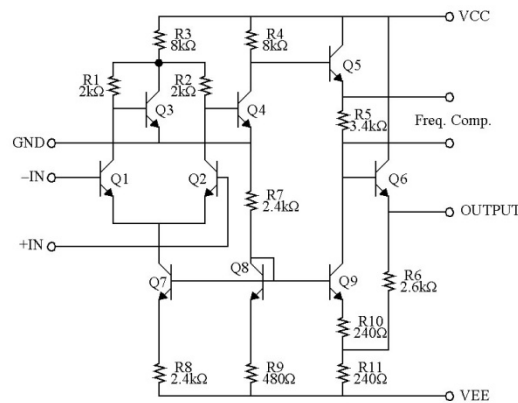 VCC
R3
8kΩ
R4
8kΩ
Q5
R1
2kΩ
R2
2kΩ
Q3
Q4
R5
3.4kΩ
Freq. Comp.
GND
–IN
Q1
Q2
Q6
R7
2.4kΩ
OUTPUT
+IN
Q7
Q8
Q9
R6
2.6kΩ
R10
240Ω
R8
2.4kΩ
R9
480Ω
R11
240Ω
VEE